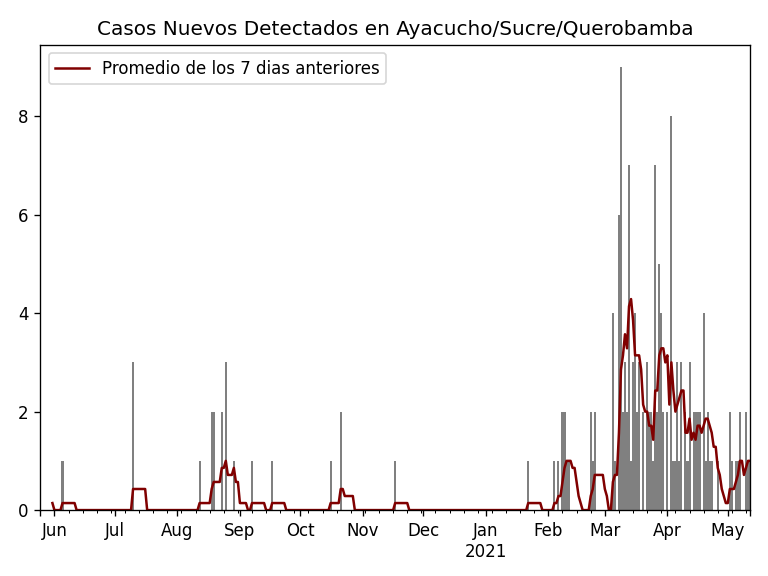 Casos Nuevos Detectados en Ayacucho/Sucre/Querobamba
Promedio de los 7 dias anteriores
8
6
4
2
0
Jun Jul Aug Sep Oct Nov Dec Jan Feb Mar Apr May
2021